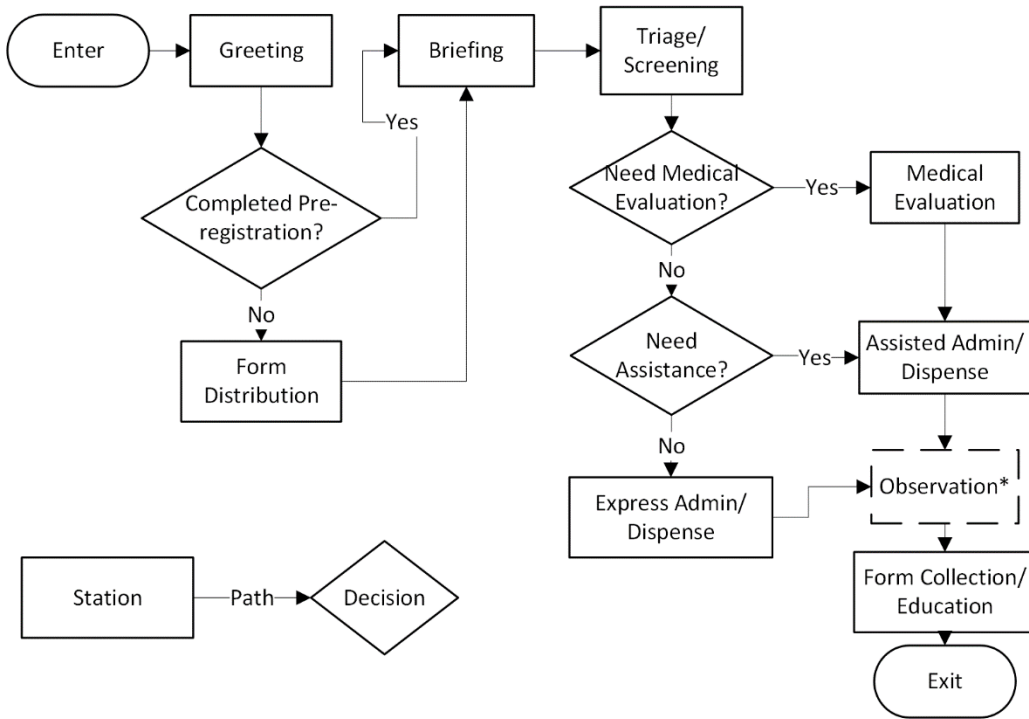 Enter
Greeting
Briefing
Triage/
Screening
Yes
Completed Pre-
registration?
No
Form
Distribution
Need Medical
Evaluation?
Yes
Medical
Evaluation
No
Need
Assistance?
Yes
Assisted Admin/
Dispense
No
Express Admin/
Dispense
Observation*
Form Collection/
Education
Exit
Station
Path
Decision